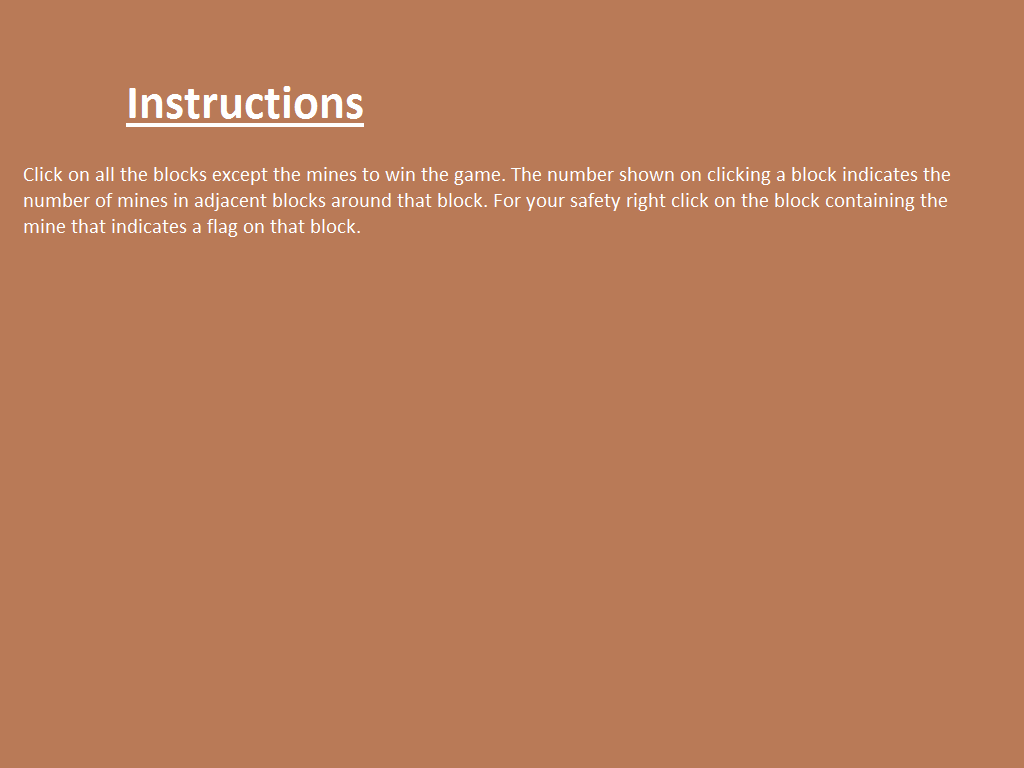 Instructions
Click on all the blocks except the mines to win the game. The number shown on clicking a block indicates the
number of mines in adjacent blocks around that block. For your safety right click on the block containing the
mine that indicates a flag on that block.